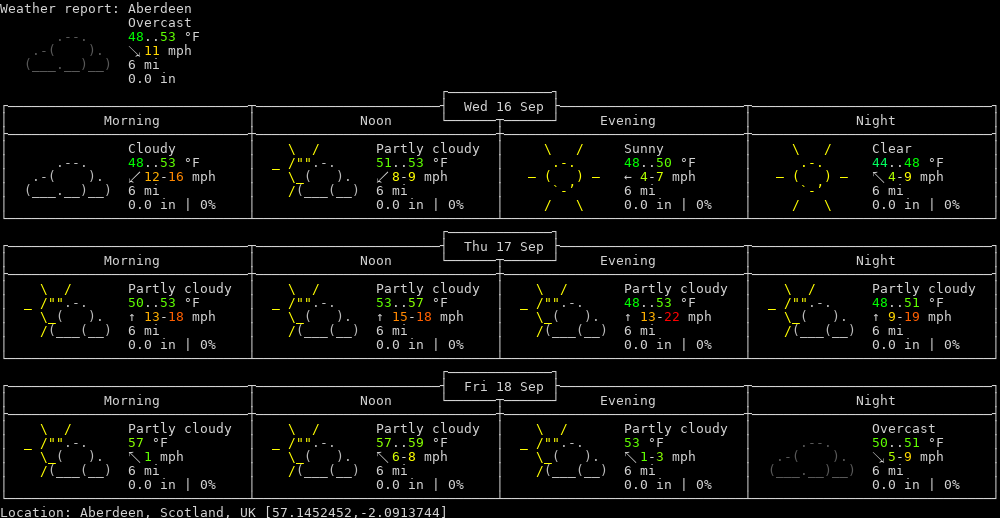 Weather report: Aberdeen
Overcast
48..53 °F
↘ 11 mph
6 mi
0.0 in
Wed 16 Sep
Morning Noon Evening Night
Cloudy Partly cloudy Sunny Clear
48..53 °F 51..53 °F 48..50 °F 44..48 °F
↙ 12-16 mph ↙ 8-9 mph ← 4-7 mph ↖ 4-9 mph
6 mi 6 mi 6 mi 6 mi
0.0 in | 0% 0.0 in | 0% 0.0 in | 0% 0.0 in | 0%
Thu 17 Sep
Morning Noon Evening Night
Partly cloudy Partly cloudy Partly cloudy Partly cloudy
50..53 °F 53..57 °F 48..53 °F 48..51 °F
↑ 13-18 mph ↑ 15-18 mph ↑ 13-22 mph ↑ 9-19 mph
6 mi 6 mi 6 mi 6 mi
0.0 in | 0% 0.0 in | 0% 0.0 in | 0% 0.0 in | 0%
Fri 18 Sep
Morning Noon Evening Night
Partly cloudy Partly cloudy Partly cloudy Overcast
57 °F 57..59 °F 53 °F 50..51 °F
↖ 1 mph ↖ 6-8 mph ↖ 1-3 mph ↘ 5-9 mph
6 mi 6 mi 6 mi 6 mi
0.0 in | 0% 0.0 in | 0% 0.0 in | 0% 0.0 in | 0%
Location: Aberdeen, Scotland, UK [57.1452452,-2.0913744]